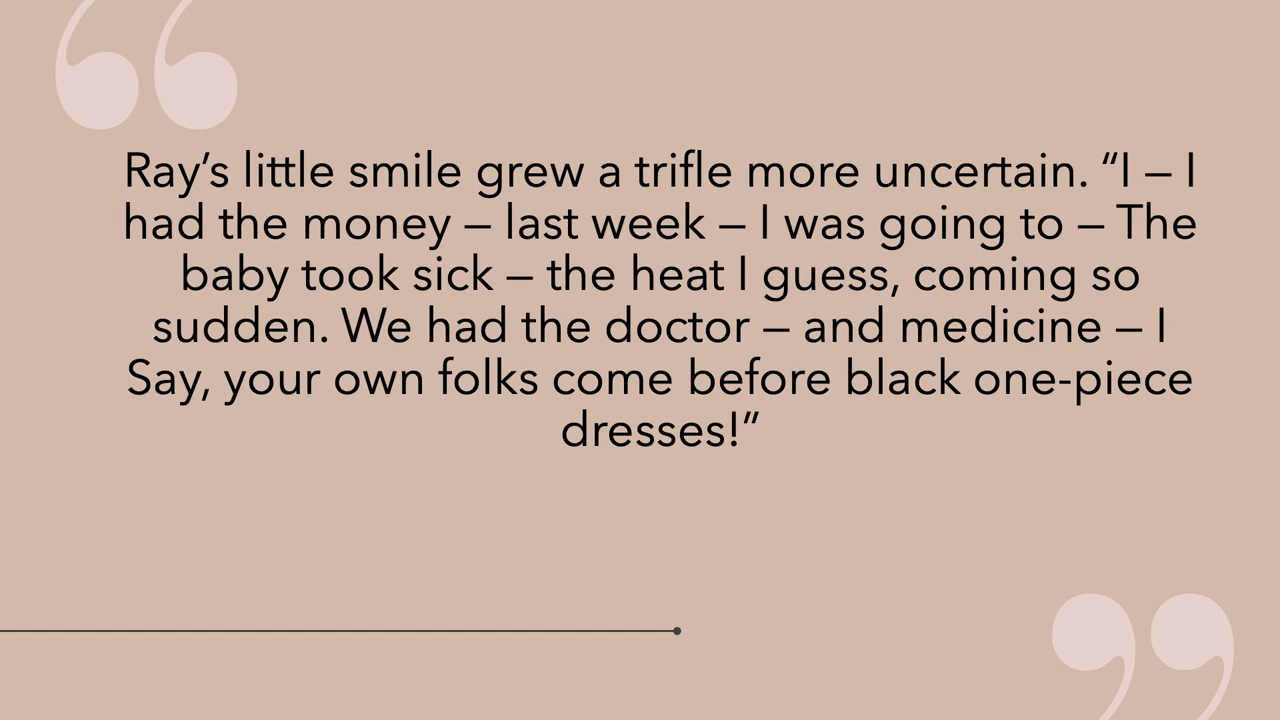 Ray’s little smile grew a trifle more uncertain. “I – I
had the money – last week – I was going to – The
baby took sick – the heat I guess, coming so
sudden. We had the doctor – and medicine – I
Say, your own folks come before black one-piece
dresses!”